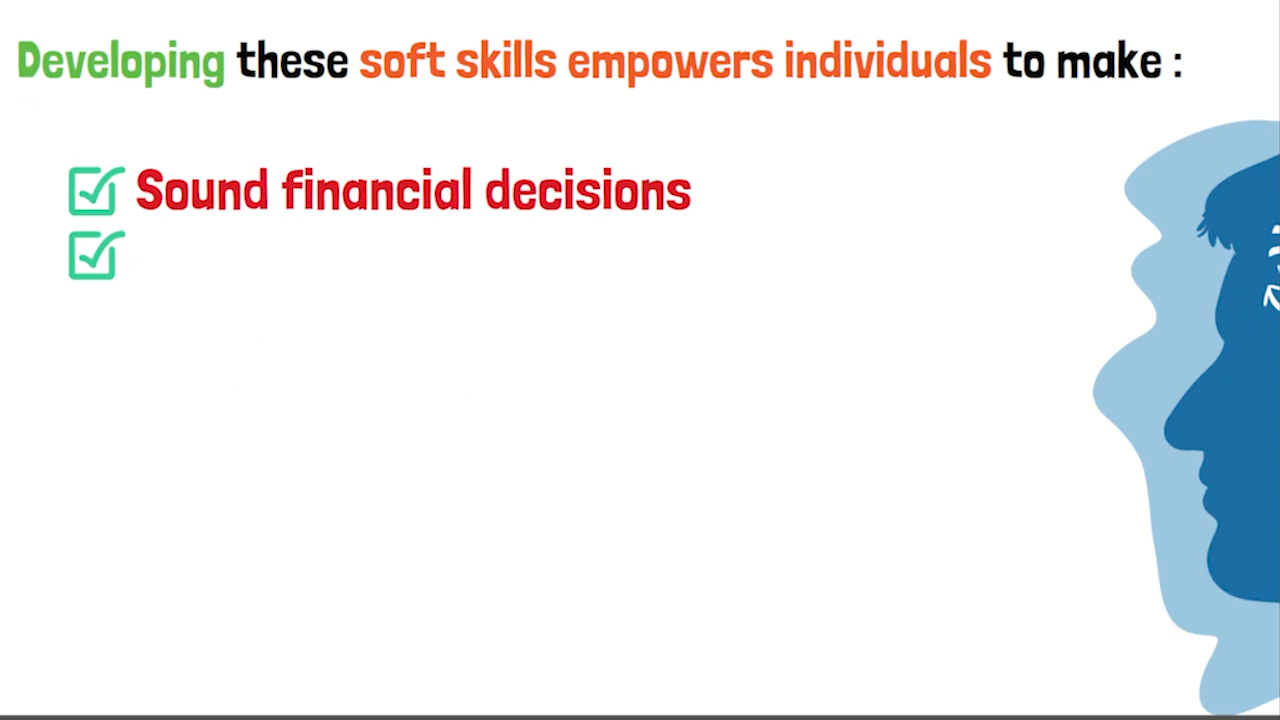 Developing these soft skills empowers individuals to make :
Sound financial decisions